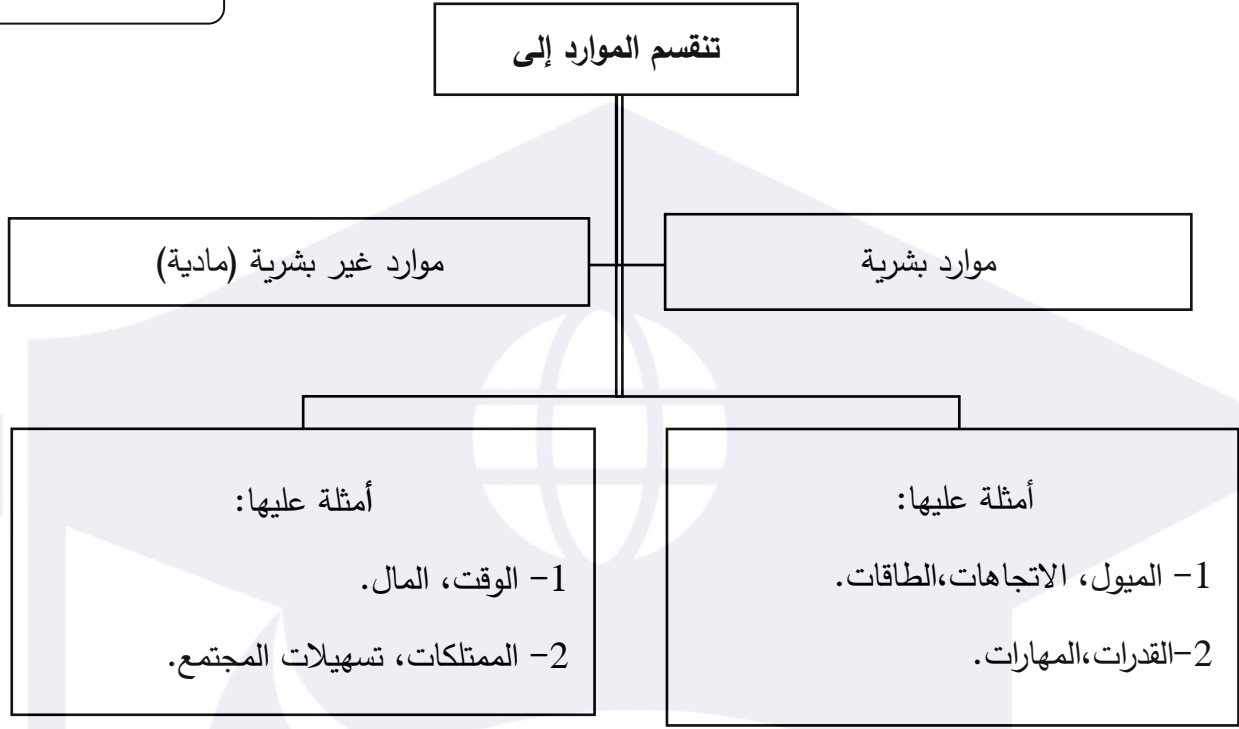 تنقسم الموارد إلى
موارد بشرية
موارد غير بشرية (مادية)
أمثلة عليها:
1- الميول، الاتجاهات،الطاقات.
2-القدرات،المهارات.
أمثلة عليها:
1- الوقت، المال.
2- الممتلكات، تسهيلات المجتمع.